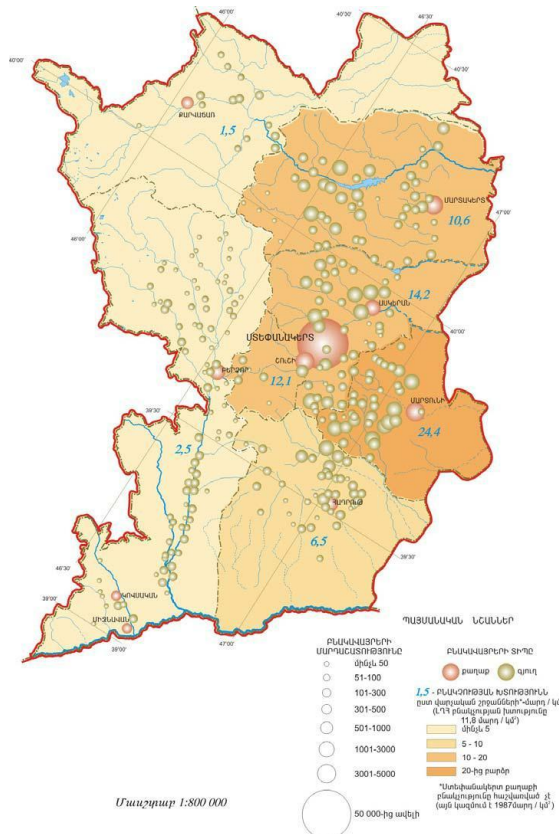 46°00'
40°30'
46°30'
40°00'
40°30'
ՔԱՐՎԱՃԱՌ
1,5
ՄԱՐՏԱԿԵՐՏ
10,6
47°00'
46°00'
14,2
ԱՍԿԵՐԱՆ
40°00'
ՍՏԵՓԱՆԱԿԵՐՏ
ՇՈՒՇԻ
12,1
ԲԵՐՁՈՐ
ՄԱՐՏՈՒՆԻ
24,4
39°30'
2,5
ՀԱԴՐՈՒԹ
6,5
39°30'
46°30'
ԿՈՎՍԱԿԱՆ
ՄԻՋՆԱՎԱՆ
39°00'
47°00'
ՊԱՅՄԱՆԱԿԱՆ ՆՇԱՆՆԵՐ
ԲՆԱԿԱՎԱՅՐԵՐԻ
ՄԱՐԴԱՇԱՏՈՒԹՅՈՒՆԸ
մինչև 50
51-100
101-300
301-500
501-1000
1001-3000
3001-5000
50 000-ից ավելի
ԲՆԱԿԱՎԱՅՐԵՐԻ ՏԻՊԸ
քաղաք
գյուղ
1,5 - ԲՆԱԿՉՈՒԹՅԱՆ ԽՏՈՒԹՅՈՒՆՆ
ըստ վարչական շրջանների*-մարդ / կմ²
(ԼՂՀ բնակչության խտությունը
11,8 մարդ / կմ²)
մինչև 5
5 - 10
10 - 20
20-ից բարձր
*Ստեփանակերտ քաղաքի
բնակչությունը հաշվառված չէ
(այն կազմում է 1987մարդ / կմ²)
Մասշտաբ 1:800 000